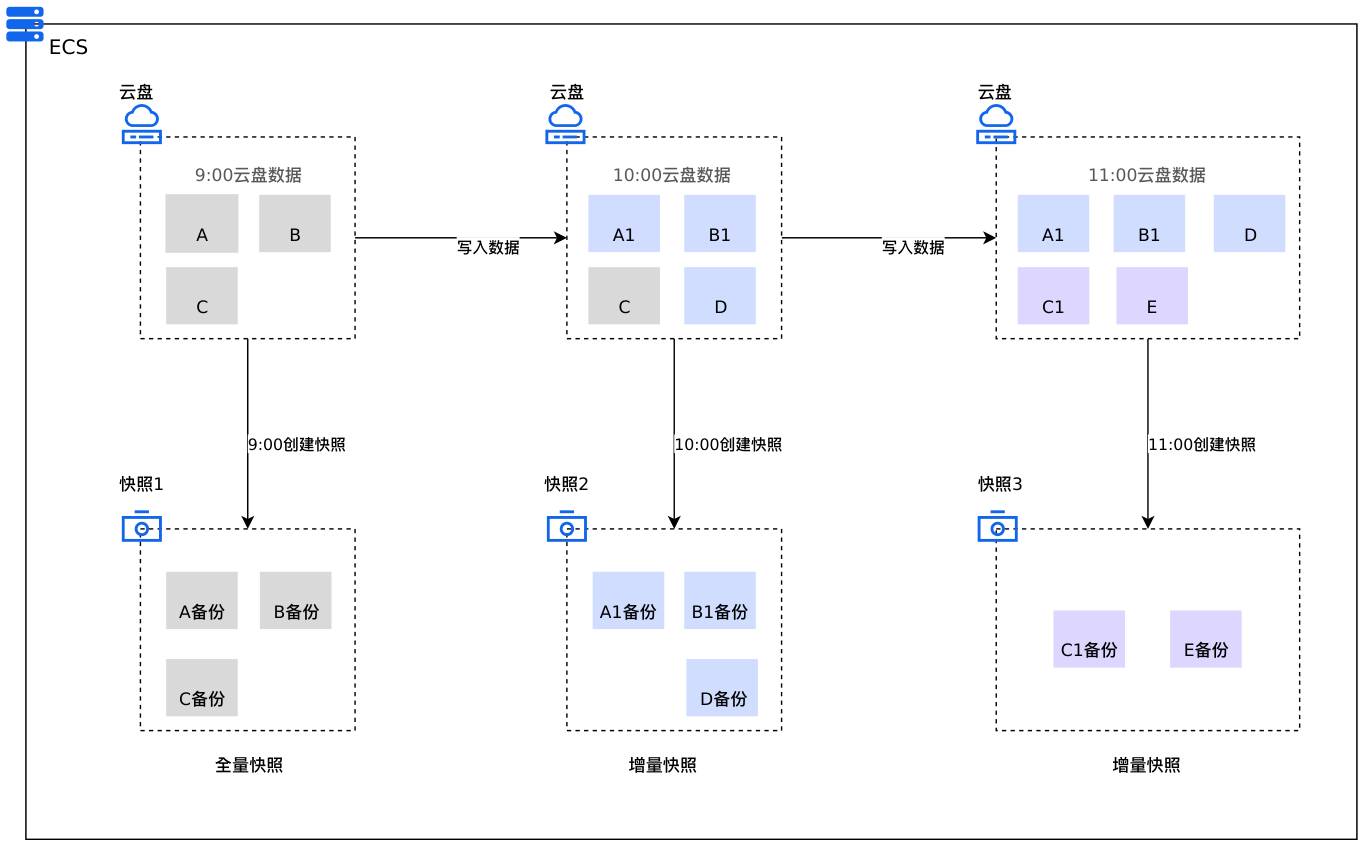 ECS
云盘
云盘
云盘
9:00云盘数据
10:00云盘数据
11:00云盘数据
A
B
A1
B1
A1
B1
D
写入数据
写入数据
C
C
D
C1
E
9:00创建快照
10:00创建快照
11:00创建快照
快照1
快照2
快照3
A备份
B备份
A1备份
B1备份
C1备份
E备份
C备份
D备份
全量快照
增量快照
增量快照